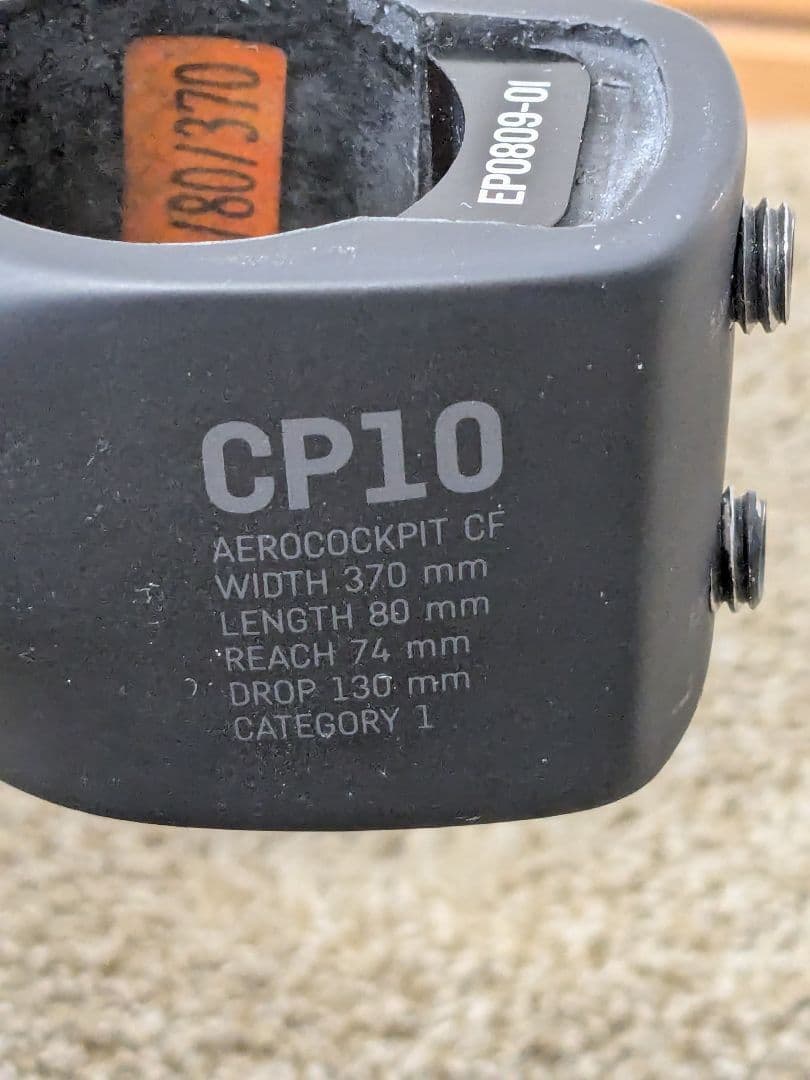 /80/370
EP0809-01
CP10
AEROCOCKPIT CF
WIDTH 370 mm
LENGTH 80 mm
REACH 74 mm
DROP 130 mm
CATEGORY 1